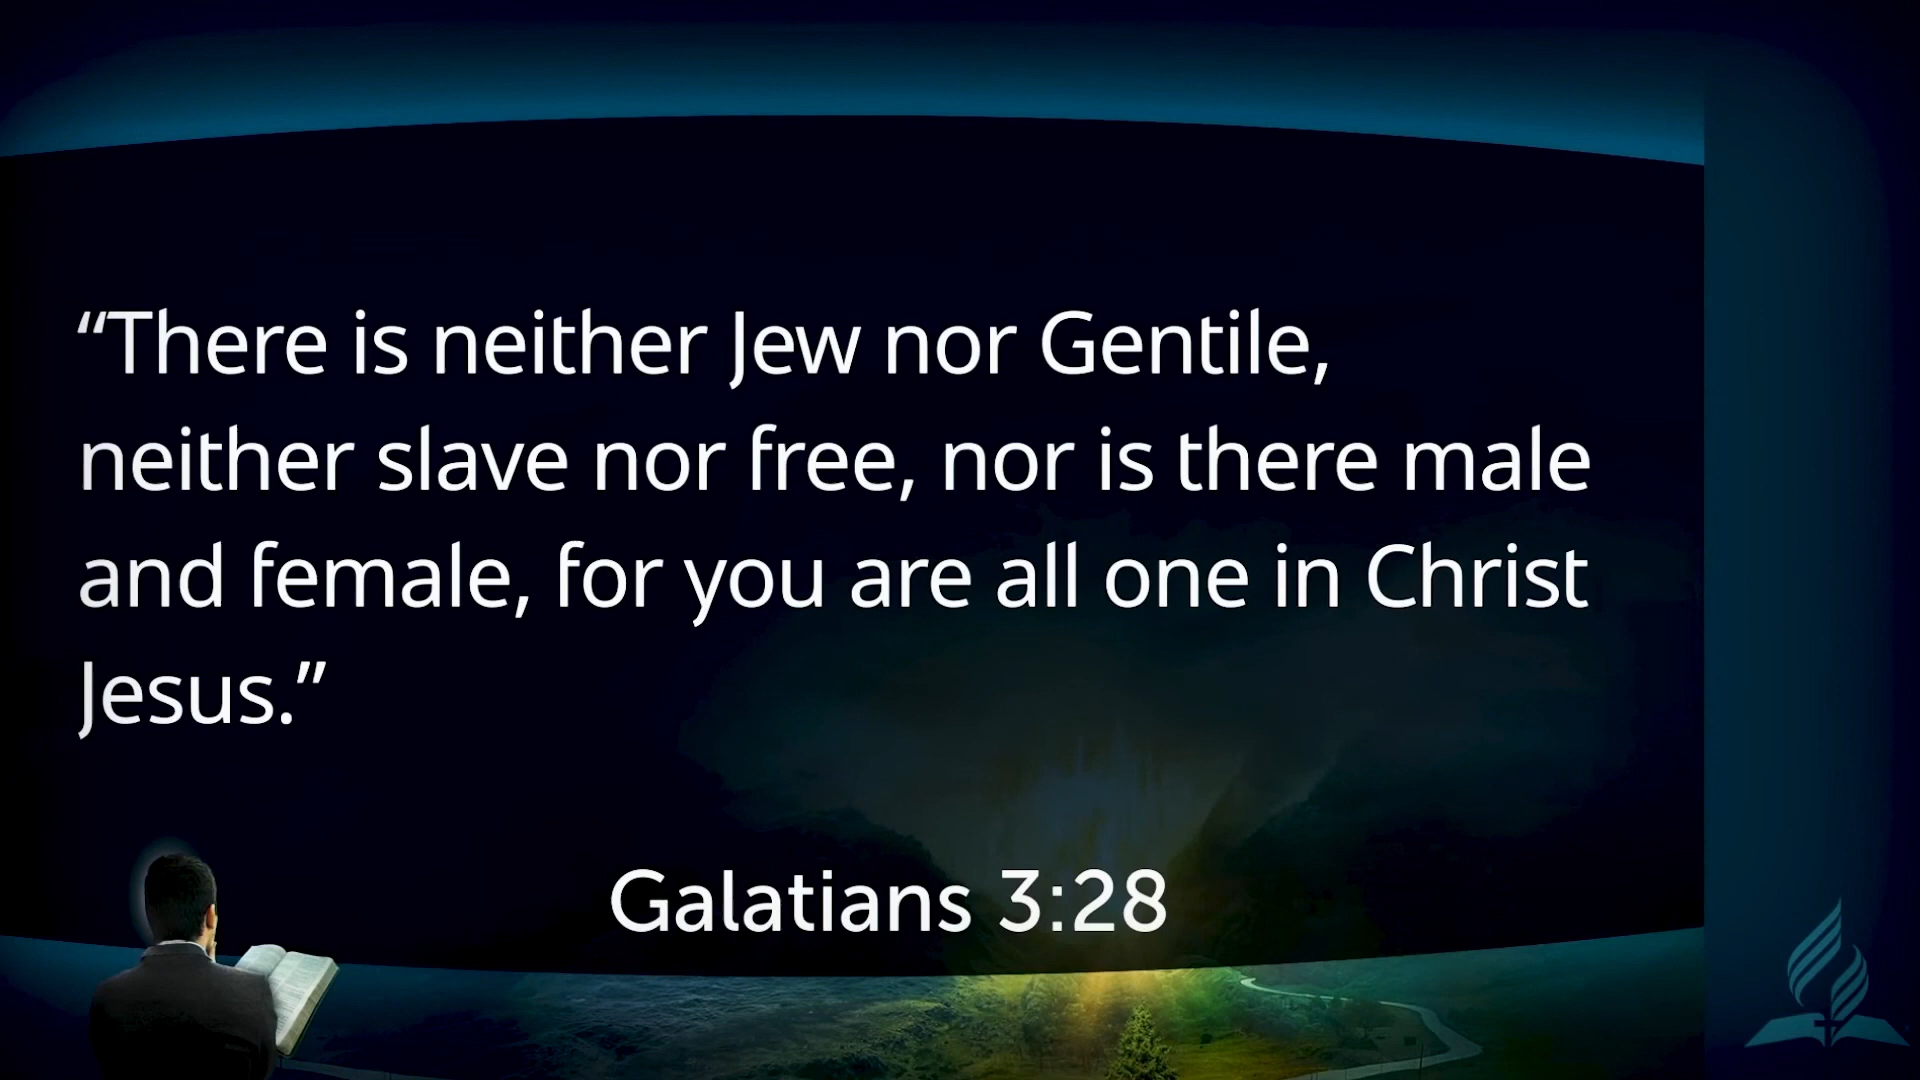 “There is neither Jew nor Gentile,
neither slave nor free, nor is there male
and female, for you are all one in Christ
Jesus.”
Galatians 3:28